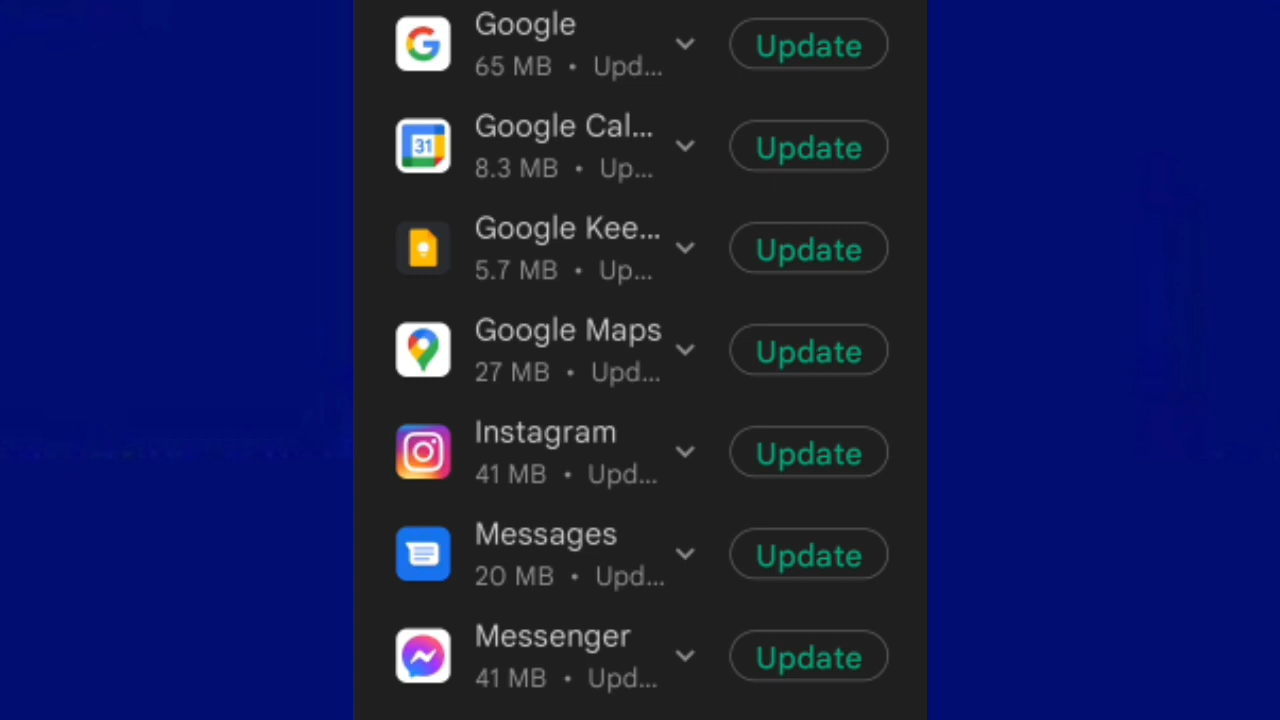 Google
65 MB • Upd...
Update
31
Google Cal...
8.3 MB • Up...
Update
Google Kee...
5.7 MB • Up...
Update
Google Maps
27 MB • Upd...
Update
Instagram
41 MB • Upd...
Update
Messages
20 MB • Upd...
Update
Messenger
41 MB • Upd...
Update